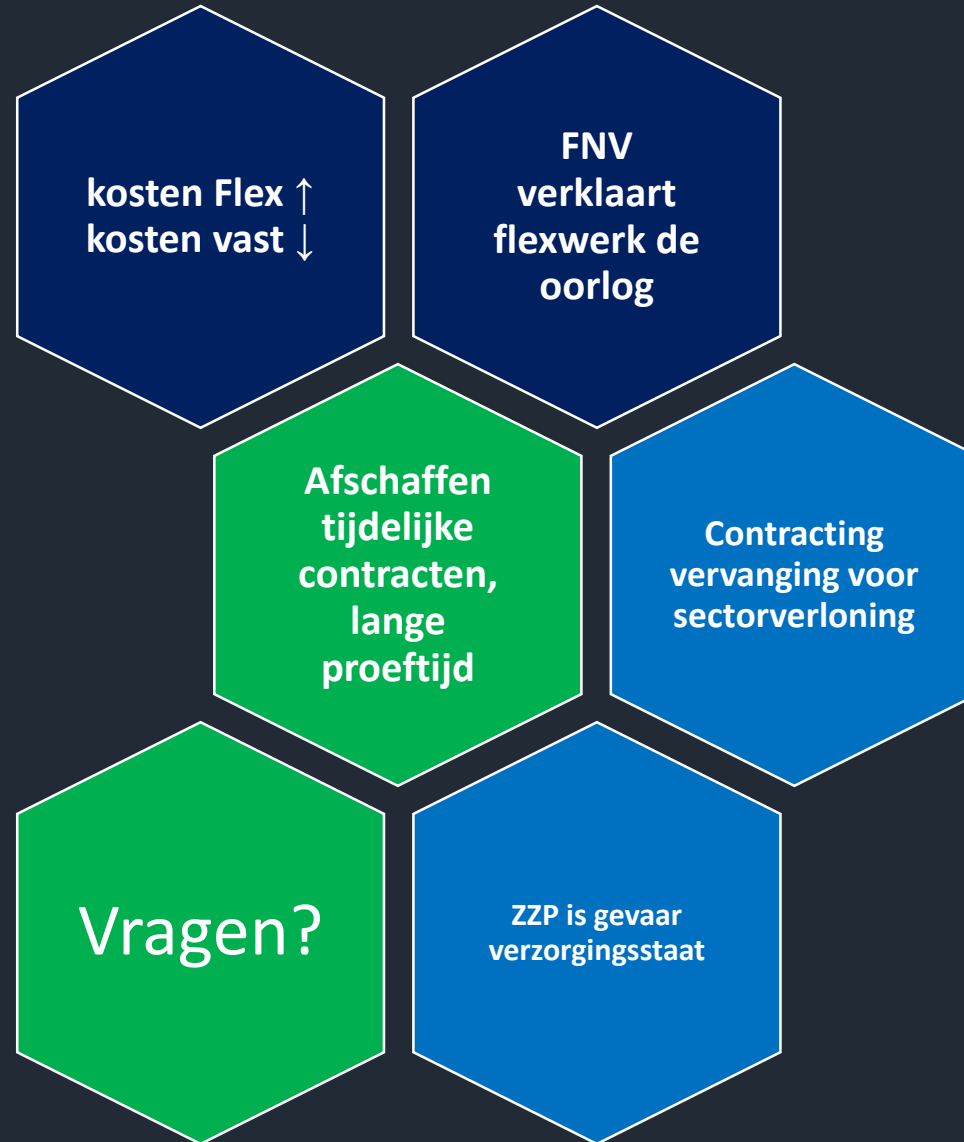 kosten Flex ↑
kosten vast ↓
FNV
verklaart
flexwerk de
oorlog
Afschaffen
tijdelijke
contracten,
lange
proeftijd
Contracting
vervanging voor
sectorverloning
Vragen?
ZZP is gevaar
verzorgingsstaat